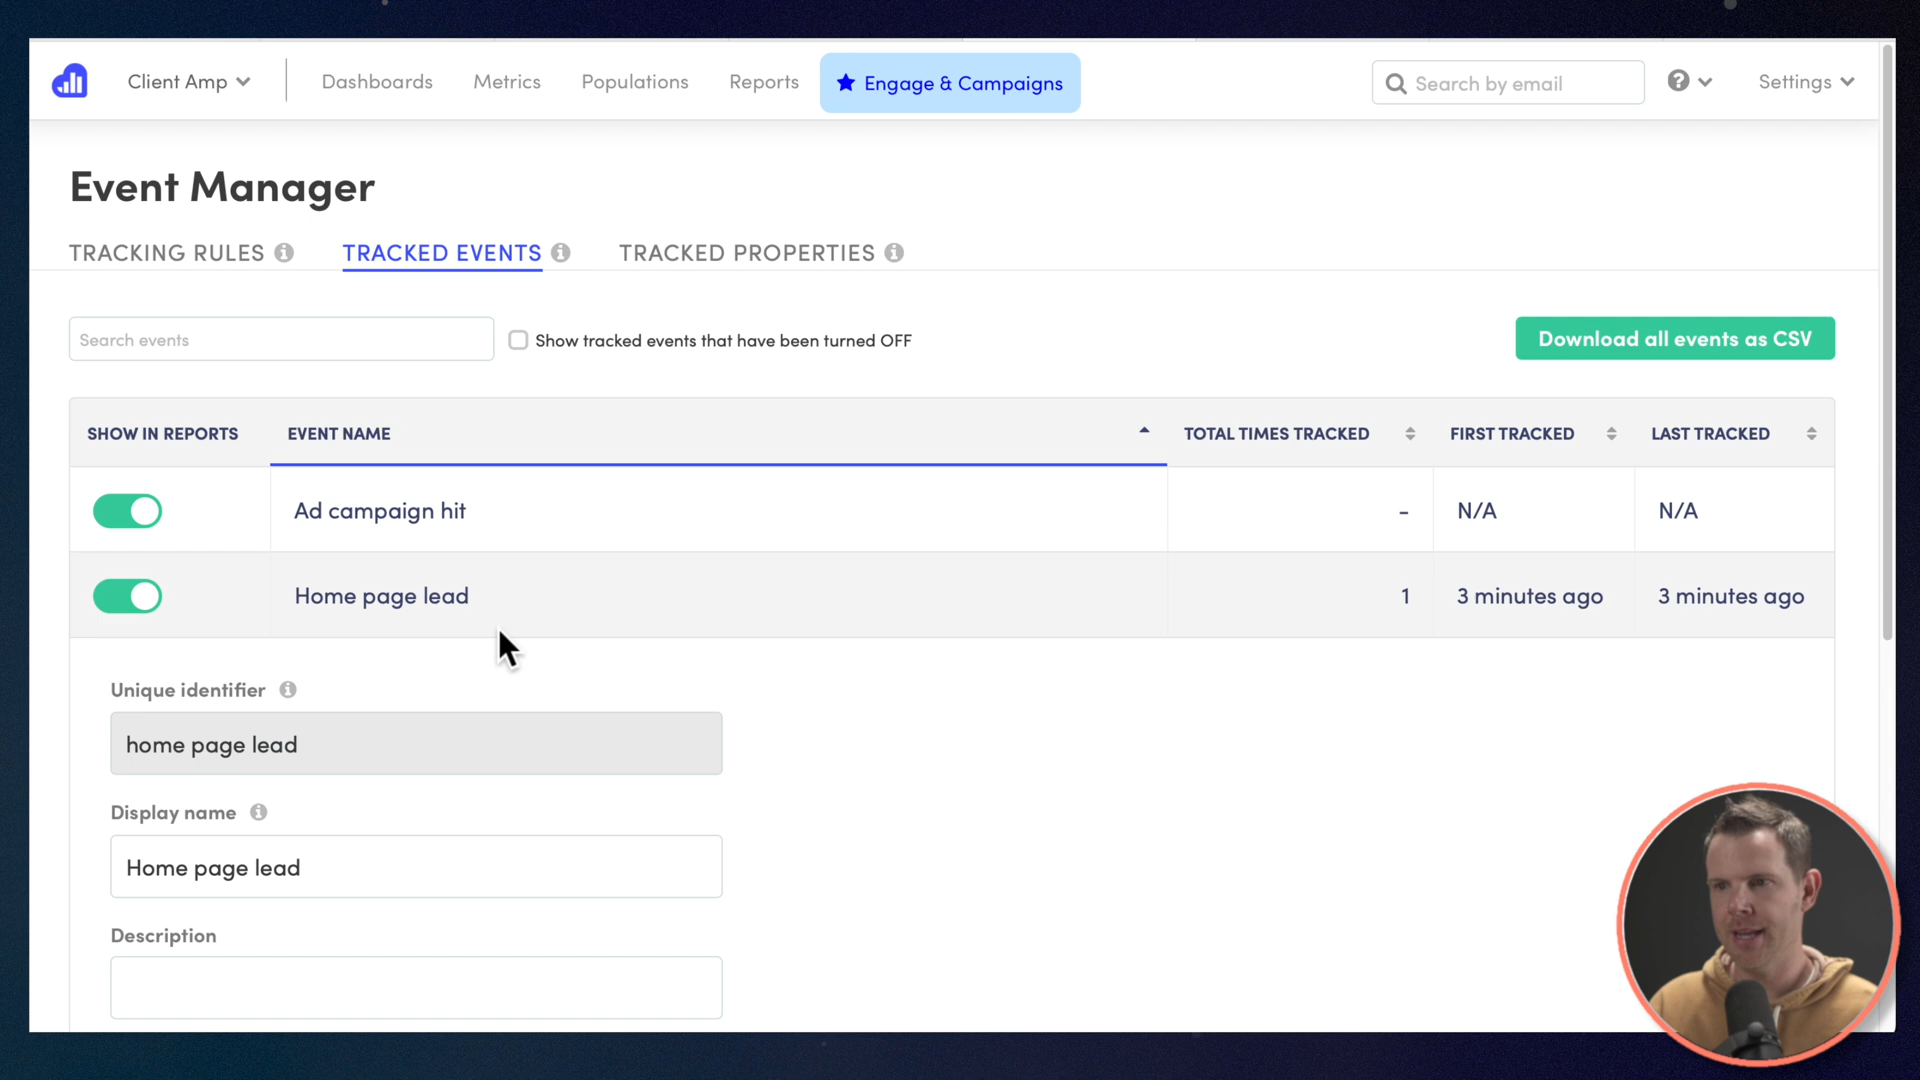 Client Amp
Dashboards
Metrics
Populations
Reports
Engage & Campaigns
Search by email
Settings
Event Manager
TRACKING RULES
TRACKED EVENTS
TRACKED PROPERTIES
Search events
Show tracked events that have been turned OFF
Download all events as CSV
SHOW IN REPORTS
EVENT NAME
TOTAL TIMES TRACKED
FIRST TRACKED
LAST TRACKED
Ad campaign hit
-
N/A
N/A
Home page lead
1
3 minutes ago
3 minutes ago
Unique identifier
home page lead
Display name
Home page lead
Description